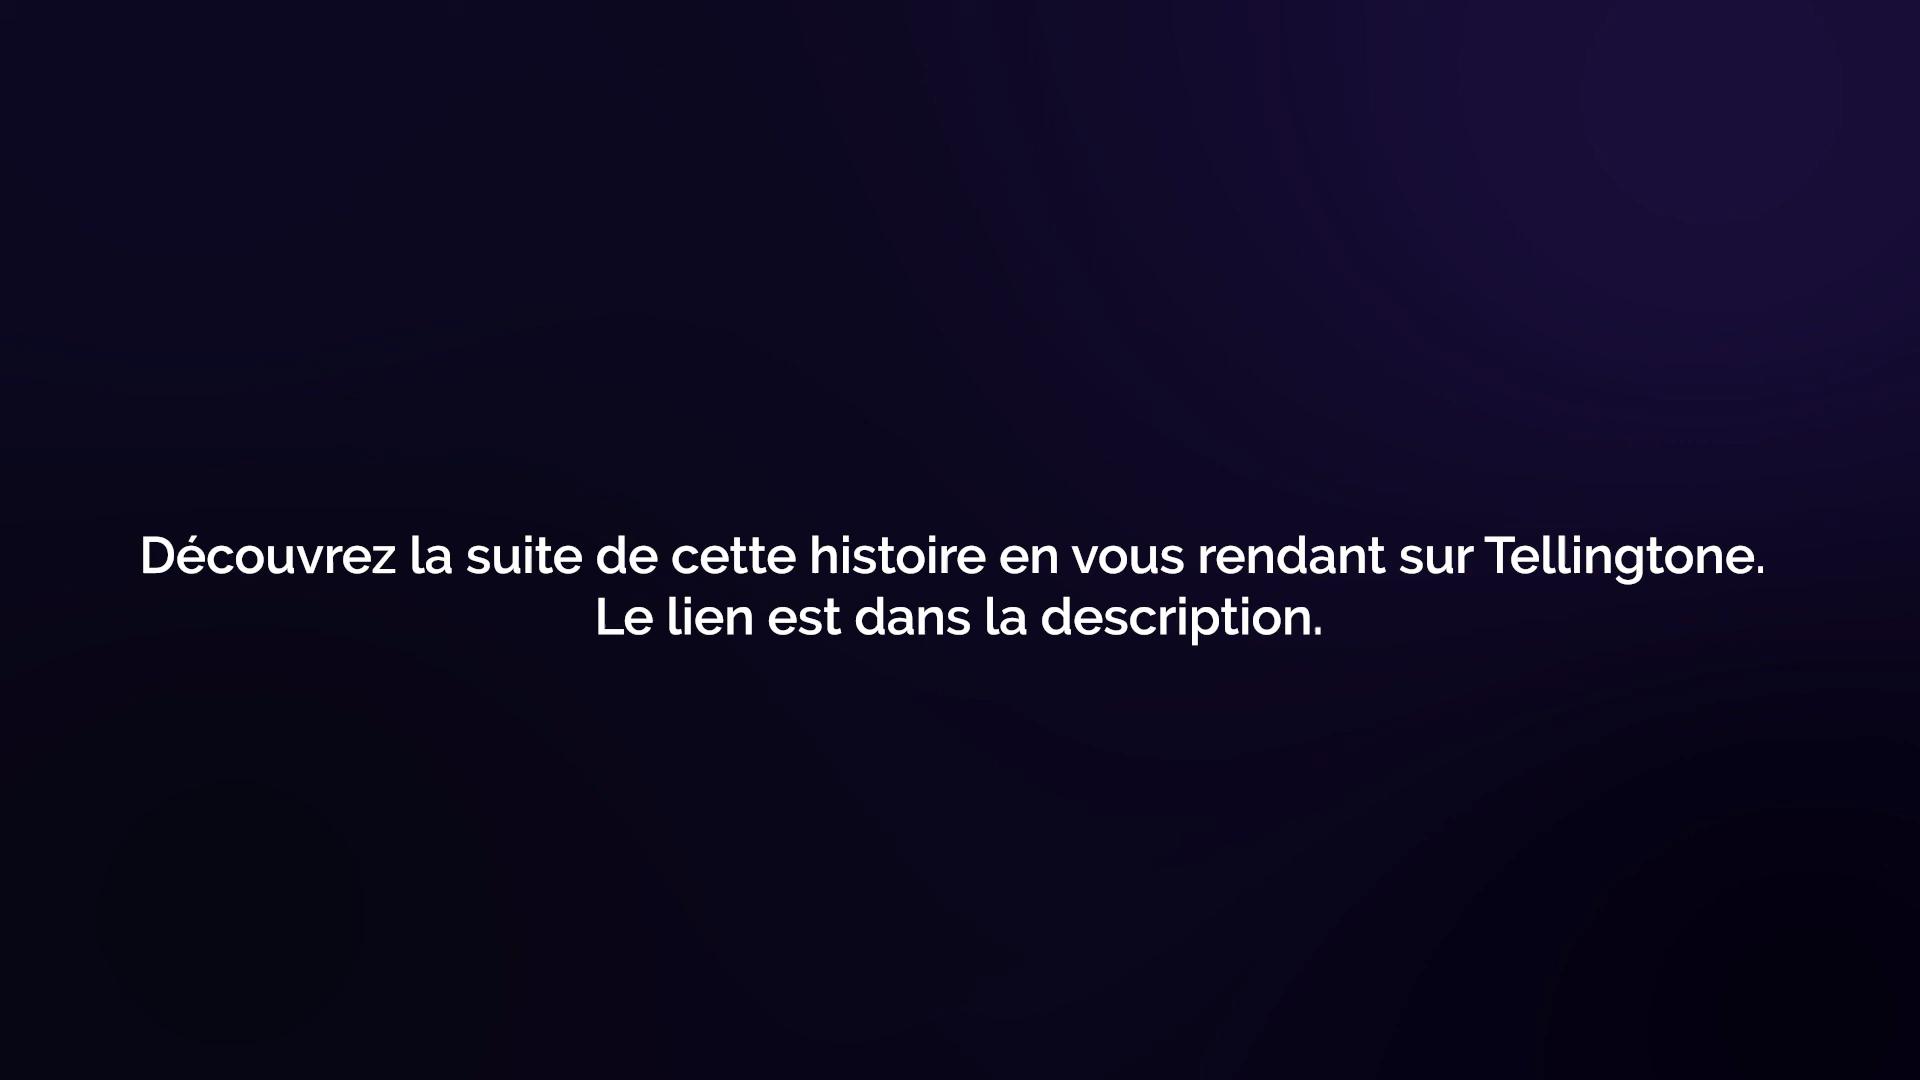 Découvrez la suite de cette histoire en vous rendant sur Tellingtone.
Le lien est dans la description.